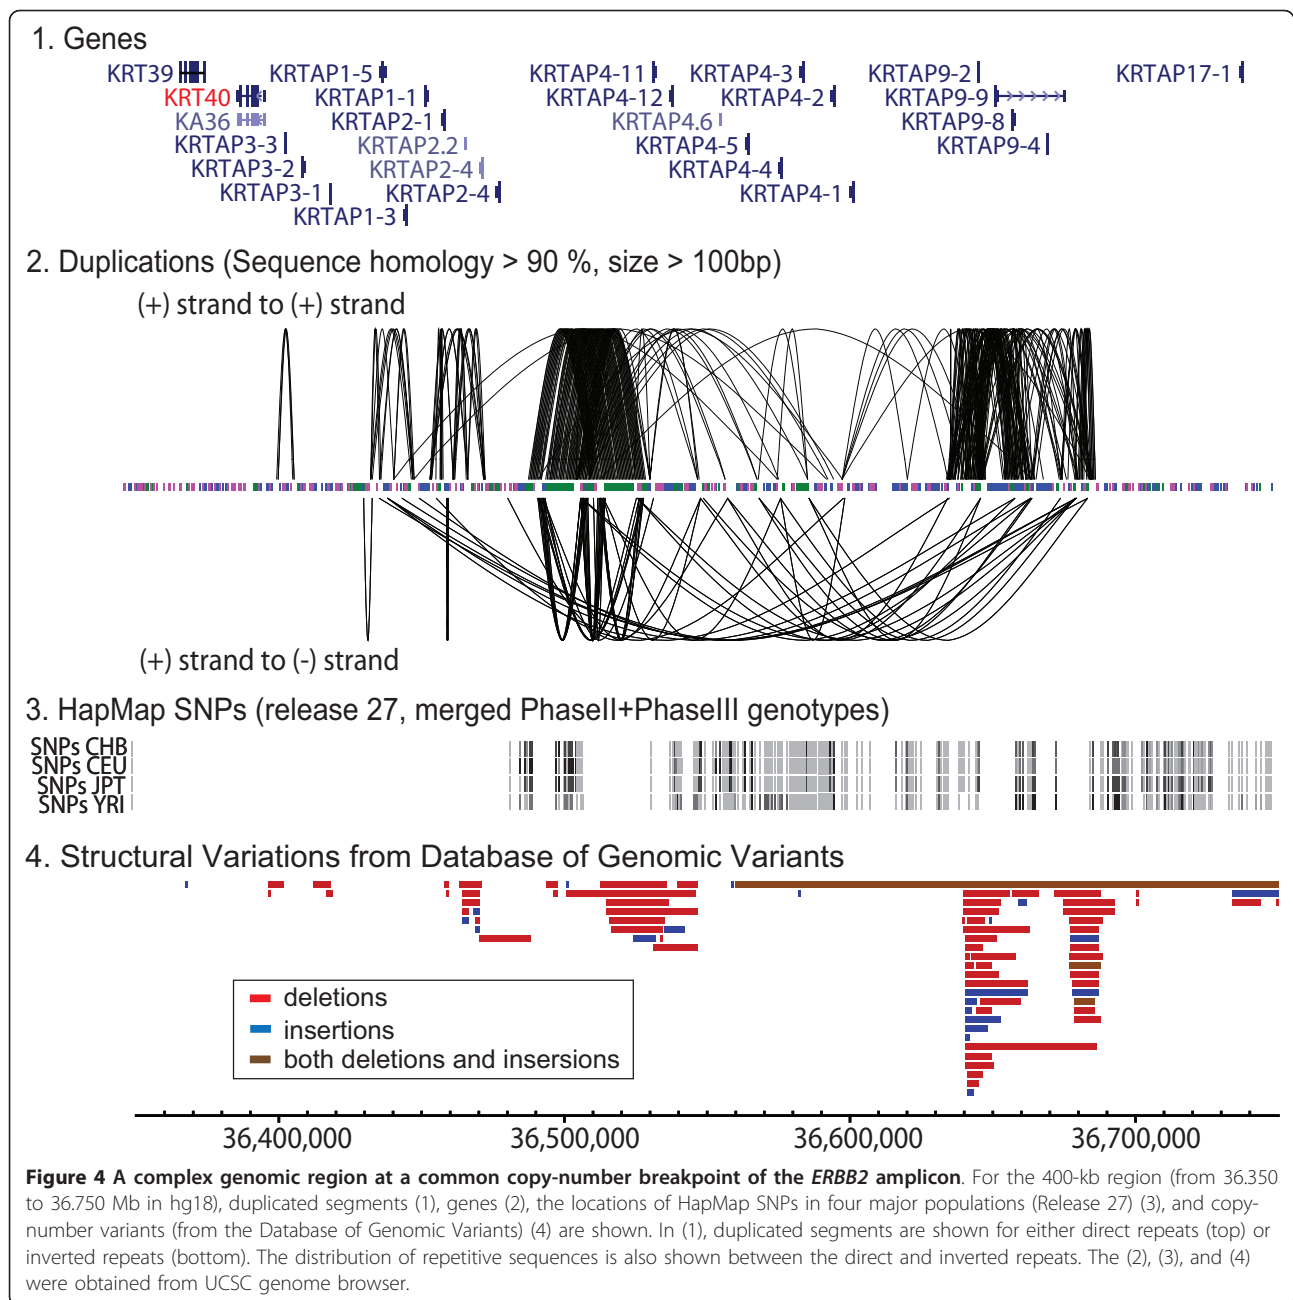 1. Genes
KRT39 KRTAP1-5 KRTAP4-11 KRTAP4-3 KRTAP9-2 KRTAP17-1
KRT40 KRTAP1-1 KRTAP4-12 KRTAP4-2 KRTAP9-9
KA36 KRTAP2-1 KRTAP4.6 KRTAP9-8
KRTAP3-3 KRTAP2.2 KRTAP4-5 KRTAP9-4
KRTAP3-2 KRTAP2-4 KRTAP4-4
KRTAP3-1 KRTAP2-4 KRTAP4-1
KRTAP1-3
2. Duplications (Sequence homology > 90 %, size > 100bp)
(+) strand to (+) strand
(+) strand to (-) strand
3. HapMap SNPs (release 27, merged PhaseII+PhaseIII genotypes)
SNPs CHB
SNPs CEU
SNPs JPT
SNPs YRI
4. Structural Variations from Database of Genomic Variants
deletions
insertions
both deletions and insersions
36,400,000 36,500,000 36,600,000 36,700,000
Figure 4 A complex genomic region at a common copy-number breakpoint of the ERBB2 amplicon. For the 400-kb region (from 36.350
to 36.750 Mb in hg18), duplicated segments (1), genes (2), the locations of HapMap SNPs in four major populations (Release 27) (3), and copy-
number variants (from the Database of Genomic Variants) (4) are shown. In (1), duplicated segments are shown for either direct repeats (top) or
inverted repeats (bottom). The distribution of repetitive sequences is also shown between the direct and inverted repeats. The (2), (3), and (4)
were obtained from UCSC genome browser.